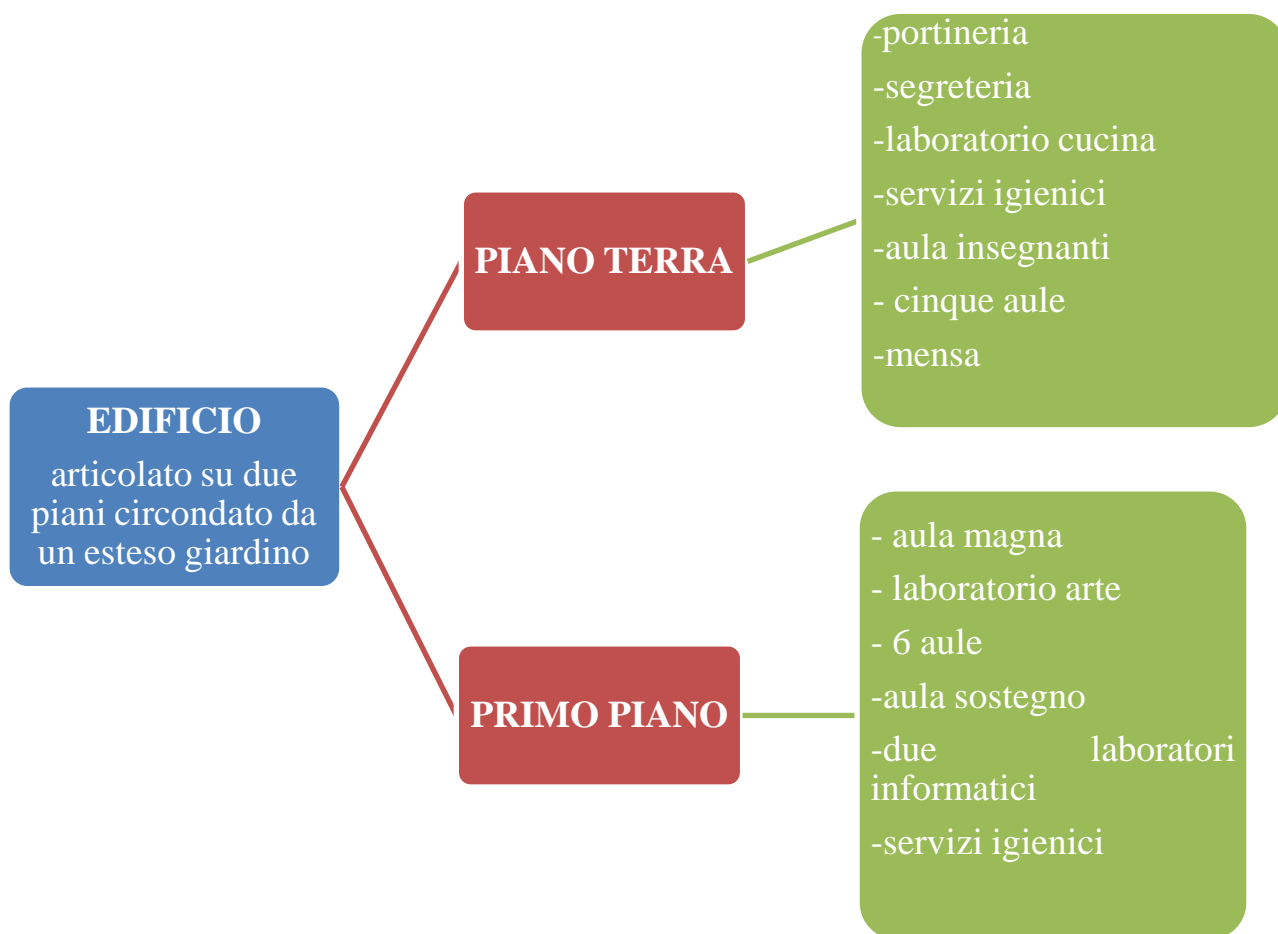 EDIFICIO
articolato su due
piani circondato da
un esteso giardino
PIANO TERRA
-portineria
-segreteria
-laboratorio cucina
-servizi igienici
-aula insegnanti
- cinque aule
-mensa
PRIMO PIANO
- aula magna
- laboratorio arte
- 6 aule
-aula sostegno
-due laboratori
informatici
-servizi igienici